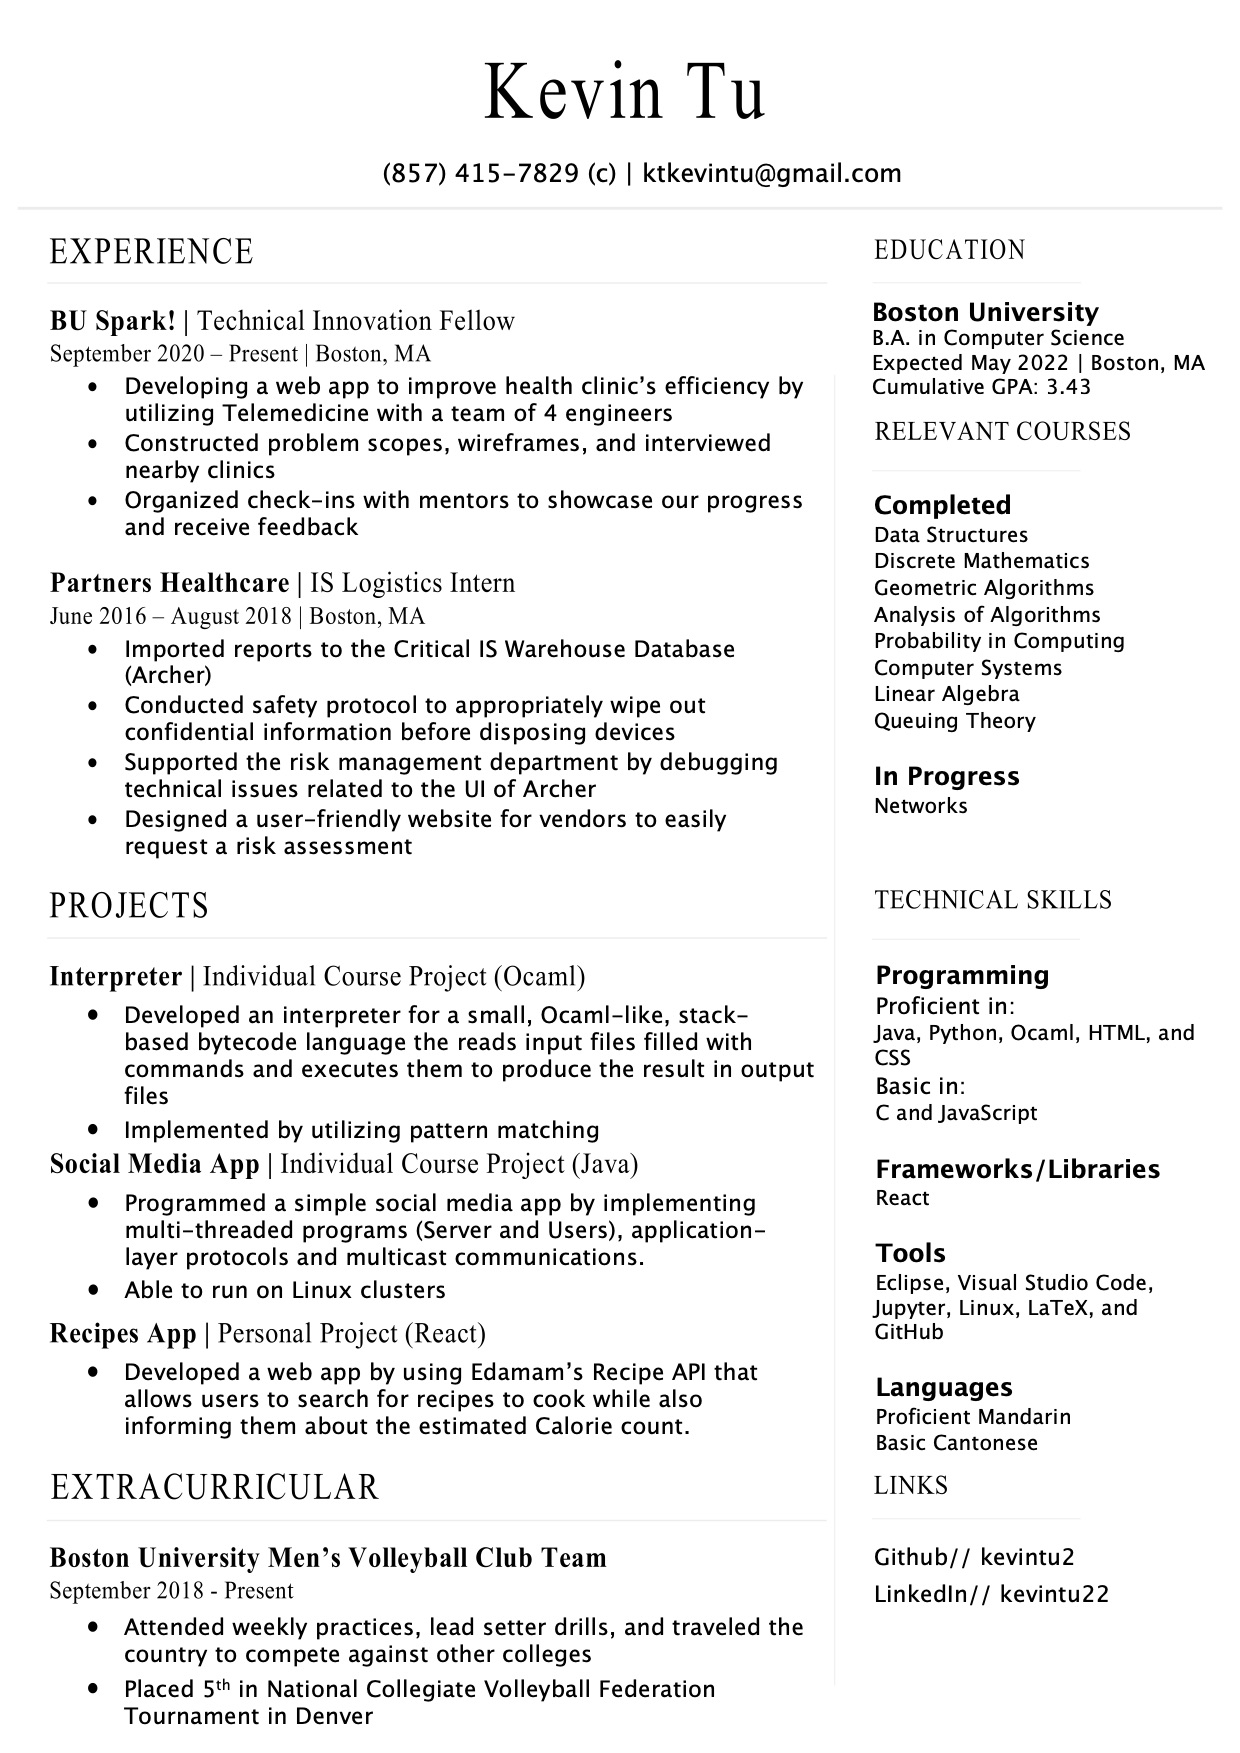 Kevin Tu
(857) 415-7829 (c) | ktkevintu@gmail.com
EXPERIENCE
BU Spark! | Technical Innovation Fellow
September 2020 – Present | Boston, MA
• Developing a web app to improve health clinic’s efficiency by
utilizing Telemedicine with a team of 4 engineers
• Constructed problem scopes, wireframes, and interviewed
nearby clinics
• Organized check-ins with mentors to showcase our progress
and receive feedback
Partners Healthcare | IS Logistics Intern
June 2016 – August 2018 | Boston, MA
• Imported reports to the Critical IS Warehouse Database
(Archer)
• Conducted safety protocol to appropriately wipe out
confidential information before disposing devices
• Supported the risk management department by debugging
technical issues related to the UI of Archer
• Designed a user-friendly website for vendors to easily
request a risk assessment
PROJECTS
Interpreter | Individual Course Project (Ocaml)
• Developed an interpreter for a small, Ocaml-like, stack-
based bytecode language the reads input files filled with
commands and executes them to produce the result in output
files
• Implemented by utilizing pattern matching
Social Media App | Individual Course Project (Java)
• Programmed a simple social media app by implementing
multi-threaded programs (Server and Users), application-
layer protocols and multicast communications.
• Able to run on Linux clusters
Recipes App | Personal Project (React)
• Developed a web app by using Edamam’s Recipe API that
allows users to search for recipes to cook while also
informing them about the estimated Calorie count.
EXTRACURRICULAR
Boston University Men’s Volleyball Club Team
September 2018 - Present
• Attended weekly practices, lead setter drills, and traveled the
country to compete against other colleges
• Placed 5th in National Collegiate Volleyball Federation
Tournament in Denver
EDUCATION
Boston University
B.A. in Computer Science
Expected May 2022 | Boston, MA
Cumulative GPA: 3.43
RELEVANT COURSES
Completed
Data Structures
Discrete Mathematics
Geometric Algorithms
Analysis of Algorithms
Probability in Computing
Computer Systems
Linear Algebra
Queuing Theory
In Progress
Networks
TECHNICAL SKILLS
Programming
Proficient in:
Java, Python, Ocaml, HTML, and
CSS
Basic in:
C and JavaScript
Frameworks/Libraries
React
Tools
Eclipse, Visual Studio Code,
Jupyter, Linux, LaTeX, and
GitHub
Languages
Proficient Mandarin
Basic Cantonese
LINKS
Github// kevintu2
LinkedIn// kevintu22